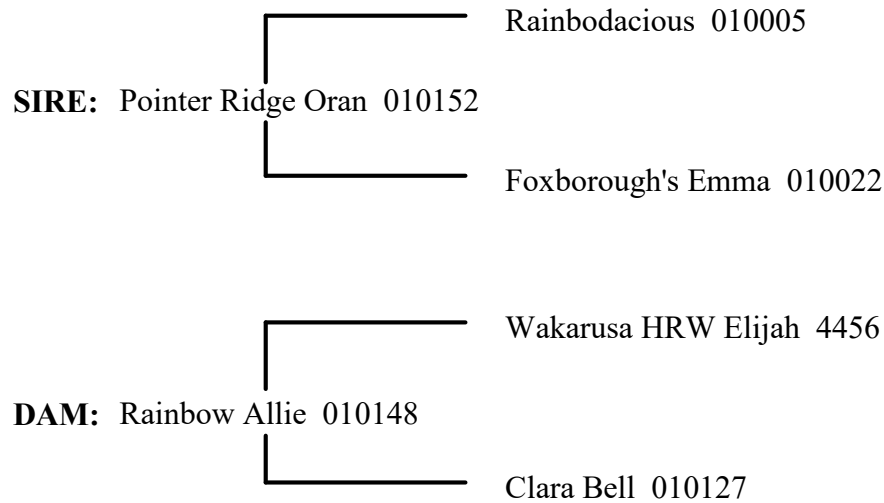 Rainbodacious 010005
SIRE: Pointer Ridge Oran 010152
Foxborough's Emma 010022
Wakarusa HRW Elijah 4456
DAM: Rainbow Allie 010148
Clara Bell 010127